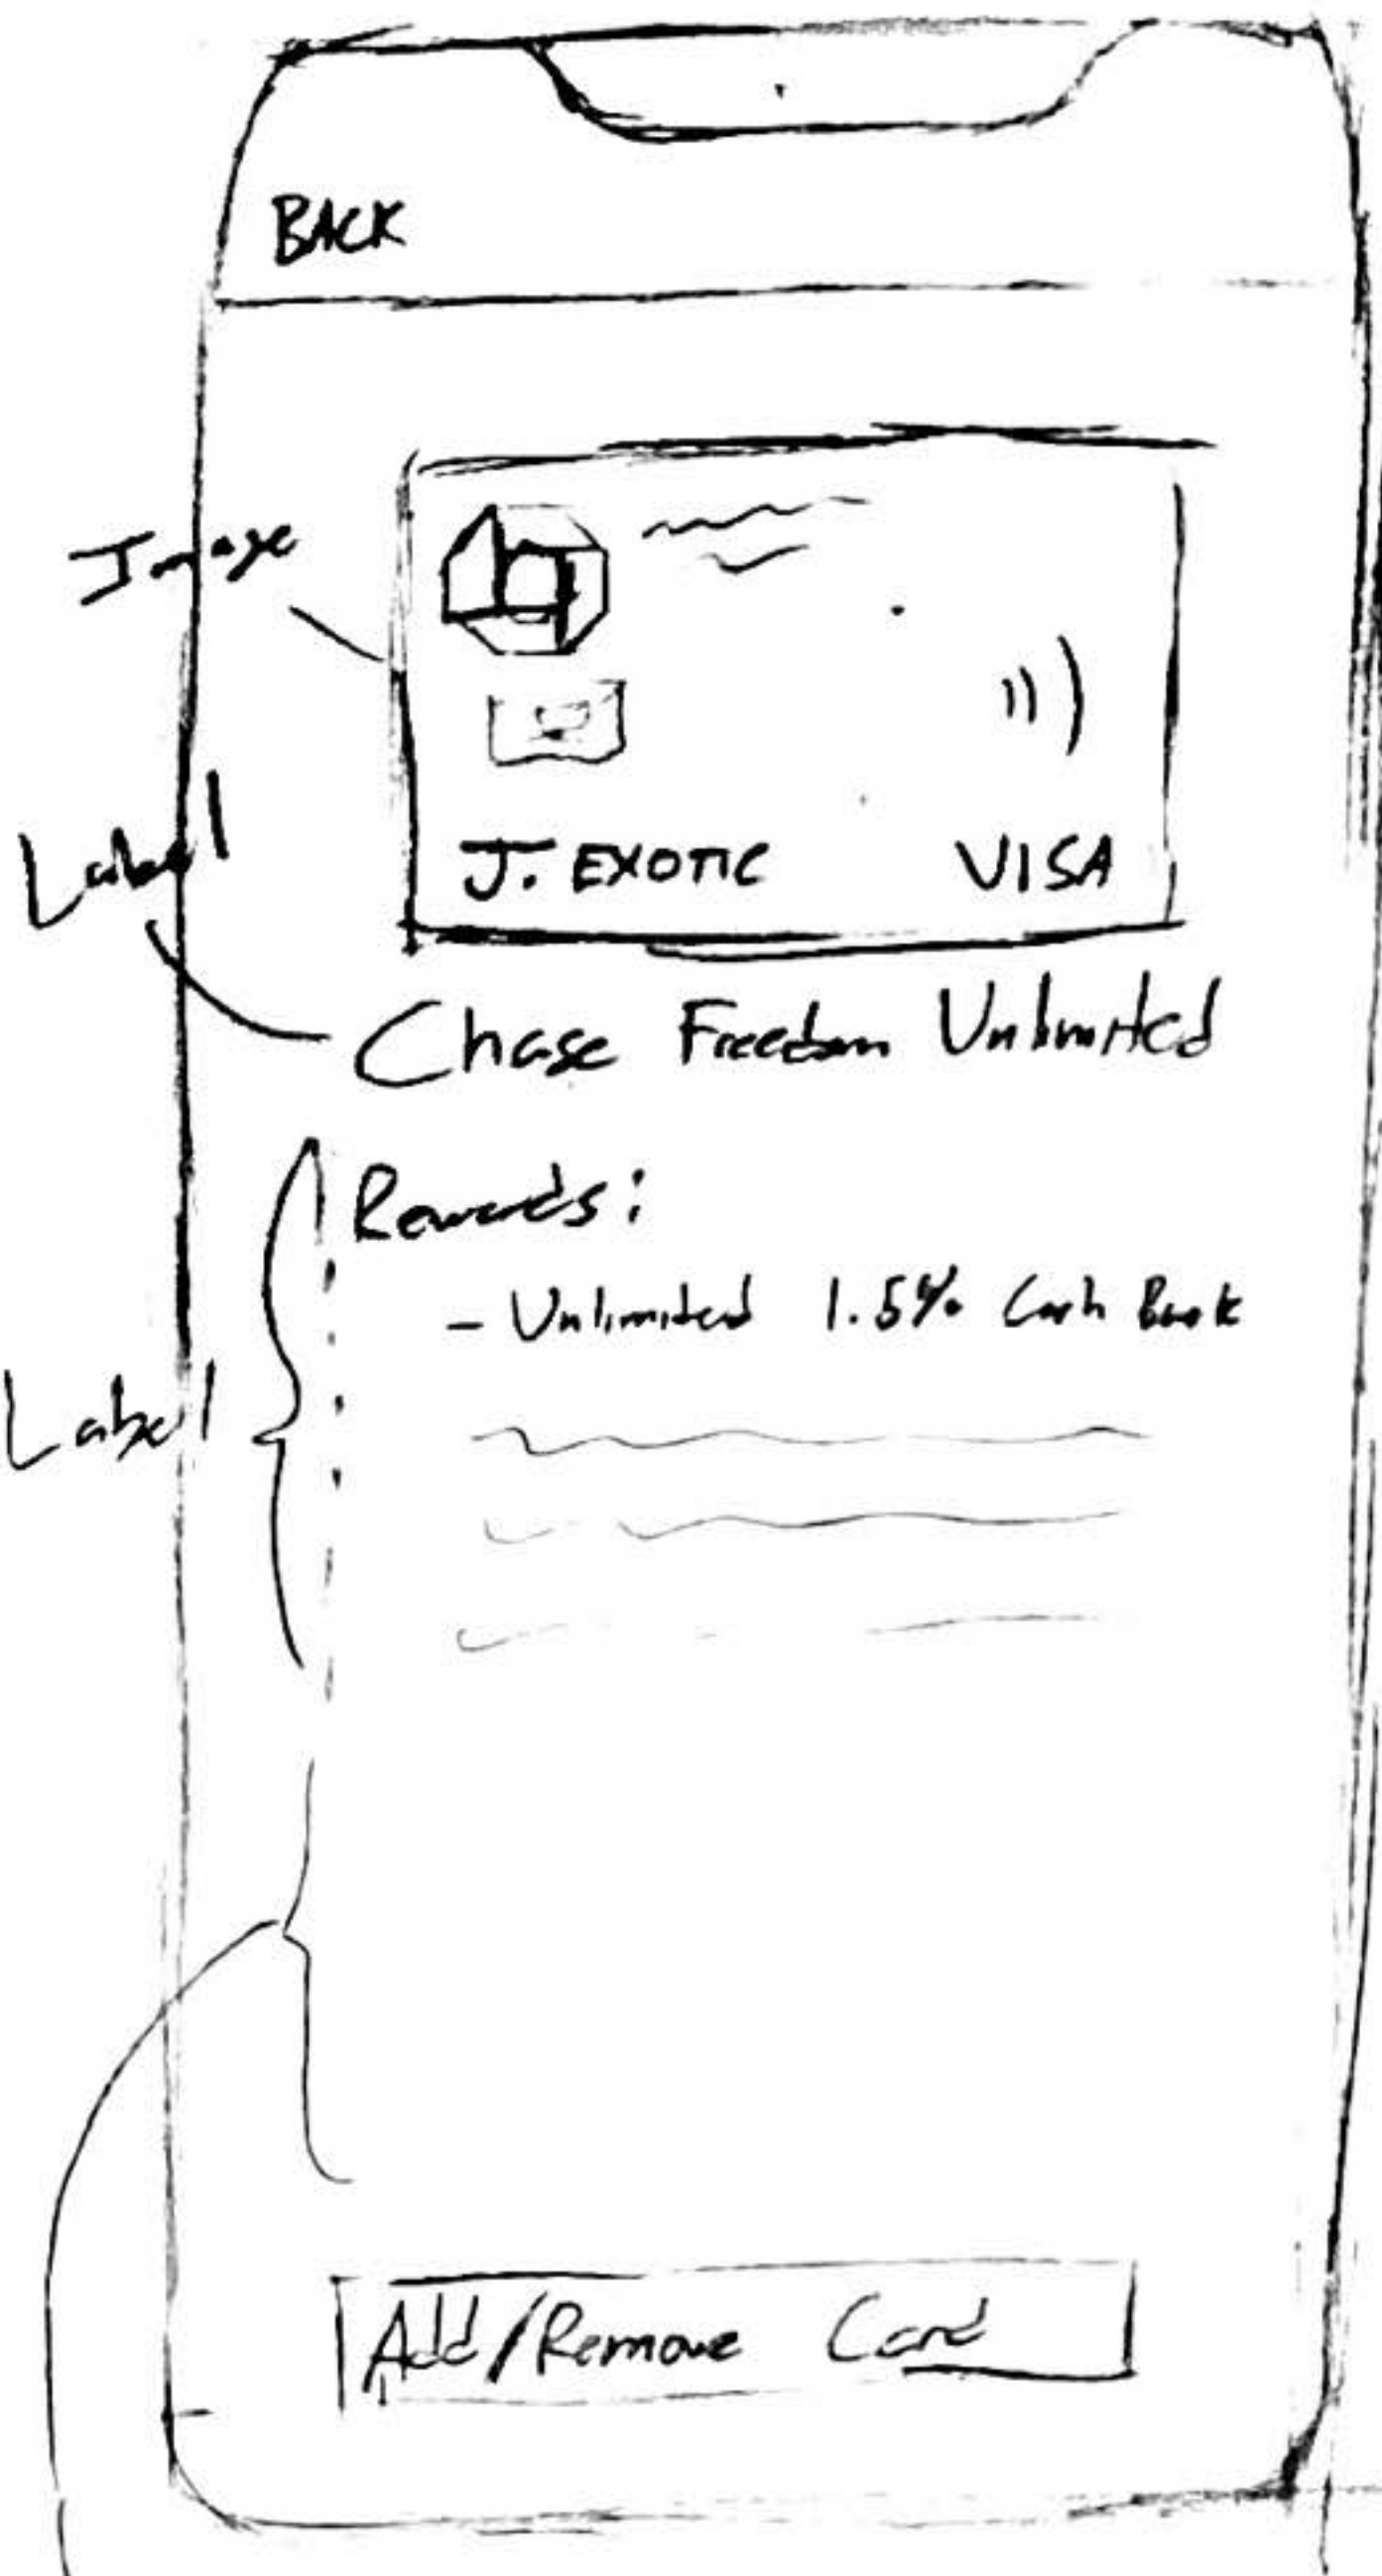 BACK
Image
Label
J. EXOTIC VISA
Chase Freedom Unlimited
Rewards:
- Unlimited 1.5% Cash Back
Label
Add/Remove Card